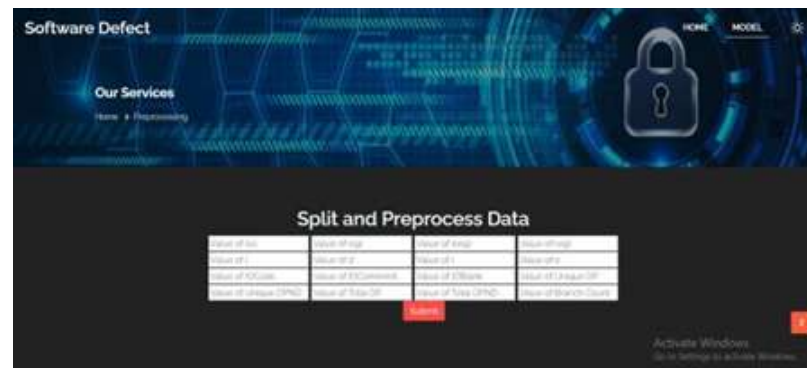 Software Defect
HOME MODEL
Our Services
Home Preprocessing
Split and Preprocess Data
Value of loc Value of Value of Value of
Value of l Value of d Value of i Value of e
Value of lOCode Value of lOComment Value of lOBlank Value of Unique OP
Value of Unique OPND Value of Total OP Value of Total OPND Value of Branch Count
Submit
Activate Windows
Go to Settings to activate Windows.